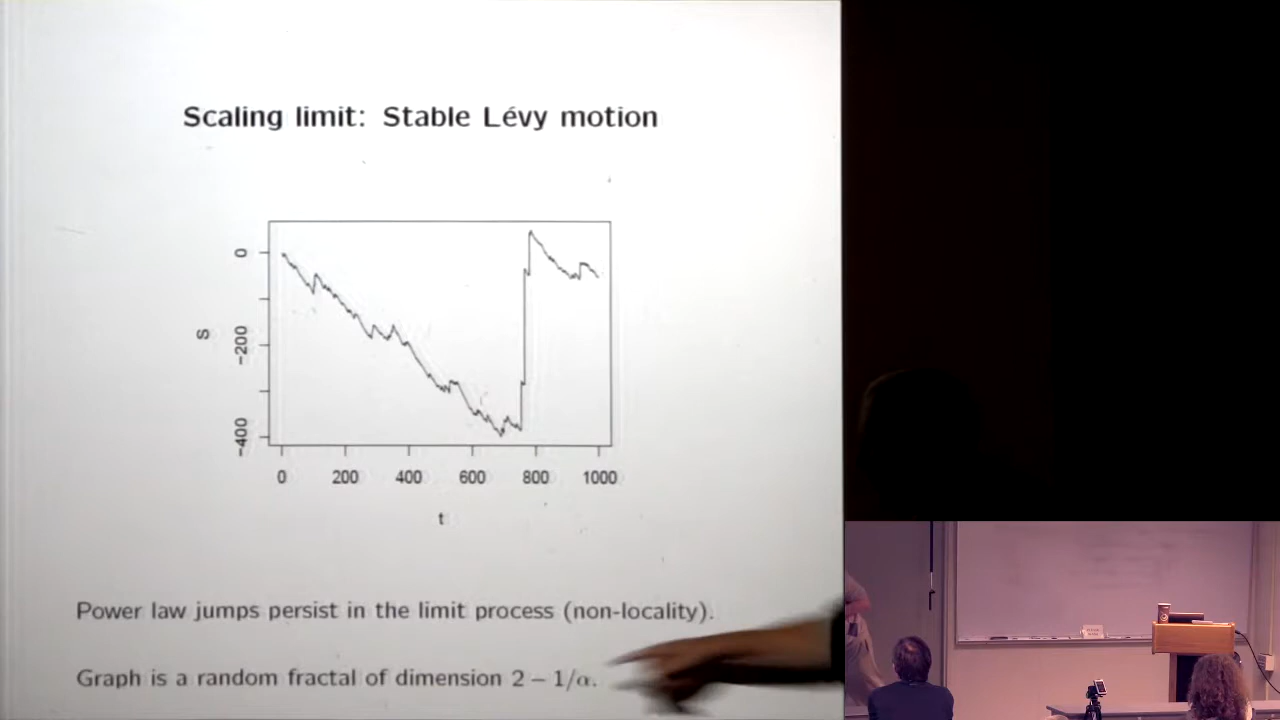 Scaling limit: Stable Lévy motion
0
-200
-400
S
0 200 400 600 800 1000
t
Power law jumps persist in the limit process (non-locality).
Graph is a random fractal of dimension 2 − 1/α.